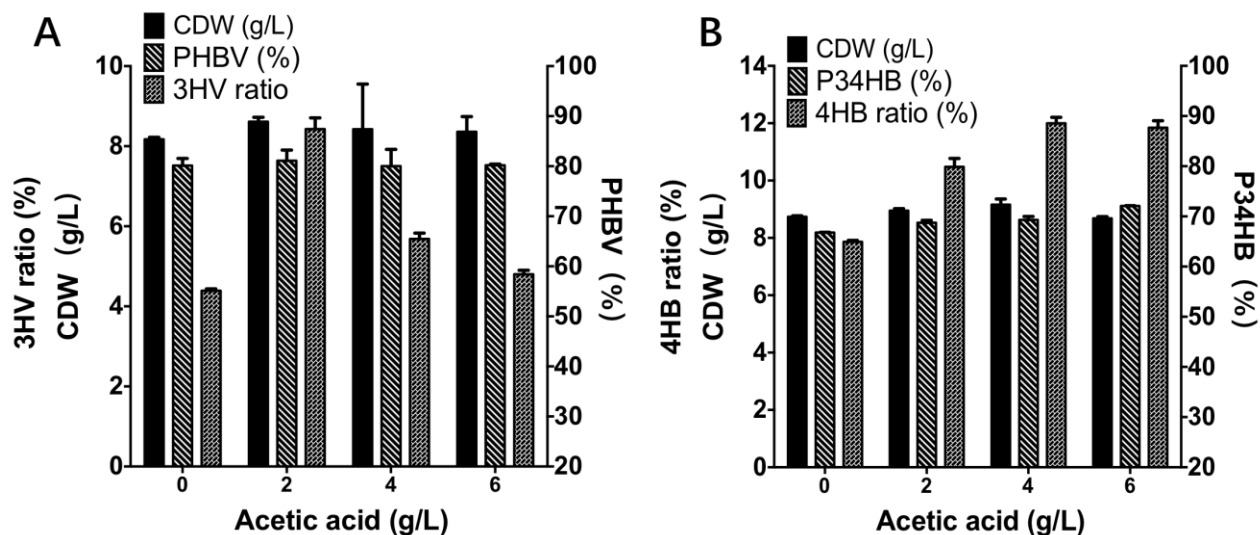 A
CDW (g/L)
PHBV (%)
3HV ratio
3HV ratio (%)
CDW (g/L)
10
8
6
4
2
0
100
90
80
70
60
50
40
30
20
PHBV (%)
0 2 4 6
Acetic acid (g/L)
B
CDW (g/L)
P34HB (%)
4HB ratio (%)
4HB ratio (%)
CDW (g/L)
14
12
10
8
6
4
2
0
100
90
80
70
60
50
40
30
20
P34HB (%)
0 2 4 6
Acetic acid (g/L)